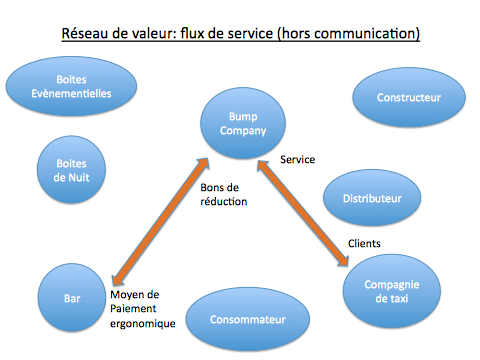 Réseau de valeur: flux de service (hors communication)
Boites
Evènementielles
Constructeur
Bump
Company
Boites
de Nuit
Service
Bons de
réduction
Distributeur
Clients
Compagnie
de taxi
Bar
Moyen de
Paiement
ergonomique
Consommateur